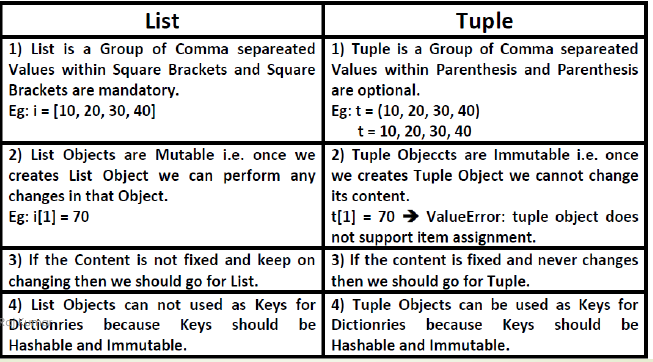 List
Tuple
1) List is a Group of Comma separeated
Values within Square Brackets and Square
Brackets are mandatory.
Eg: i = [10, 20, 30, 40]
1) Tuple is a Group of Comma separeated
Values within Parenthesis and Parenthesis
are optional.
Eg: t = (10, 20, 30, 40)
t = 10, 20, 30, 40
2) List Objects are Mutable i.e. once we
creates List Object we can perform any
changes in that Object.
Eg: i[1] = 70
2) Tuple Objeccts are Immutable i.e. once
we creates Tuple Object we cannot change
its content.
t[1] = 70 ➔ ValueError: tuple object does
not support item assignment.
3) If the Content is not fixed and keep on
changing then we should go for List.
3) If the content is fixed and never changes
then we should go for Tuple.
4) List Objects can not used as Keys for
Dictionries because Keys should be
Hashable and Immutable.
4) Tuple Objects can be used as Keys for
Dictionries because Keys should be
Hashable and Immutable.